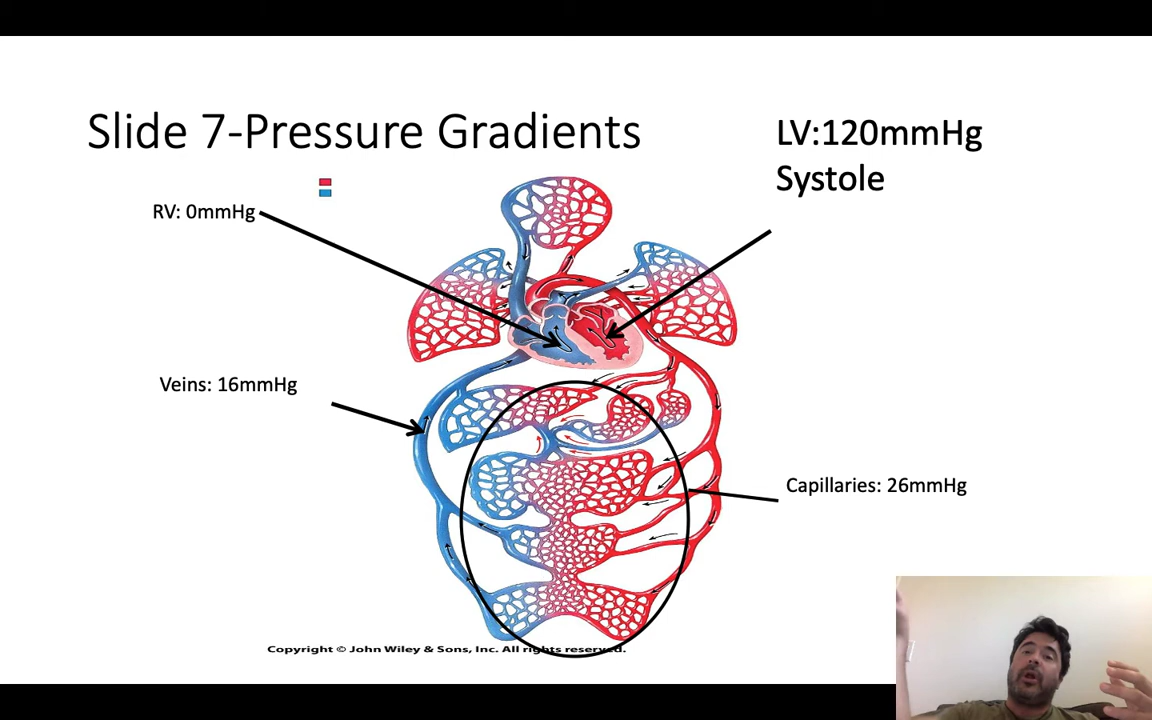 Slide 7-Pressure Gradients
LV:120mmHg
Systole
RV: 0mmHg
Veins: 16mmHg
Capillaries: 26mmHg
Copyright © John Wiley & Sons, Inc. All rights reserved.